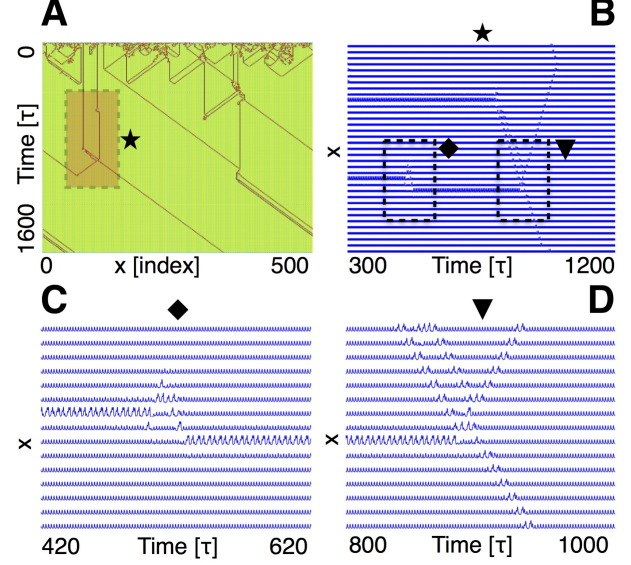 A
B
0
Time [τ]
1600
0
x [index]
500
x
300
Time [τ]
1200
C
D
x
420
Time [τ]
620
x
800
Time [τ]
1000